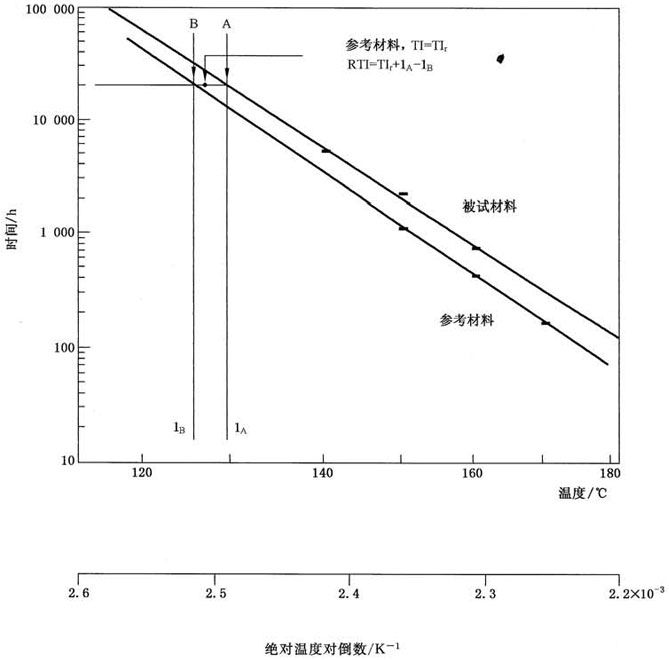 100 000
B
A
参考材料，TI=TIr
RTI=TIr+1A−1B
10 000
时间/h
被试材料
1 000
参考材料
100
1B
1A
10
120
140
160
180
温度/℃
2.6
2.5
2.4
2.3
2.2×10⁻³
绝对温度对倒数/K⁻¹